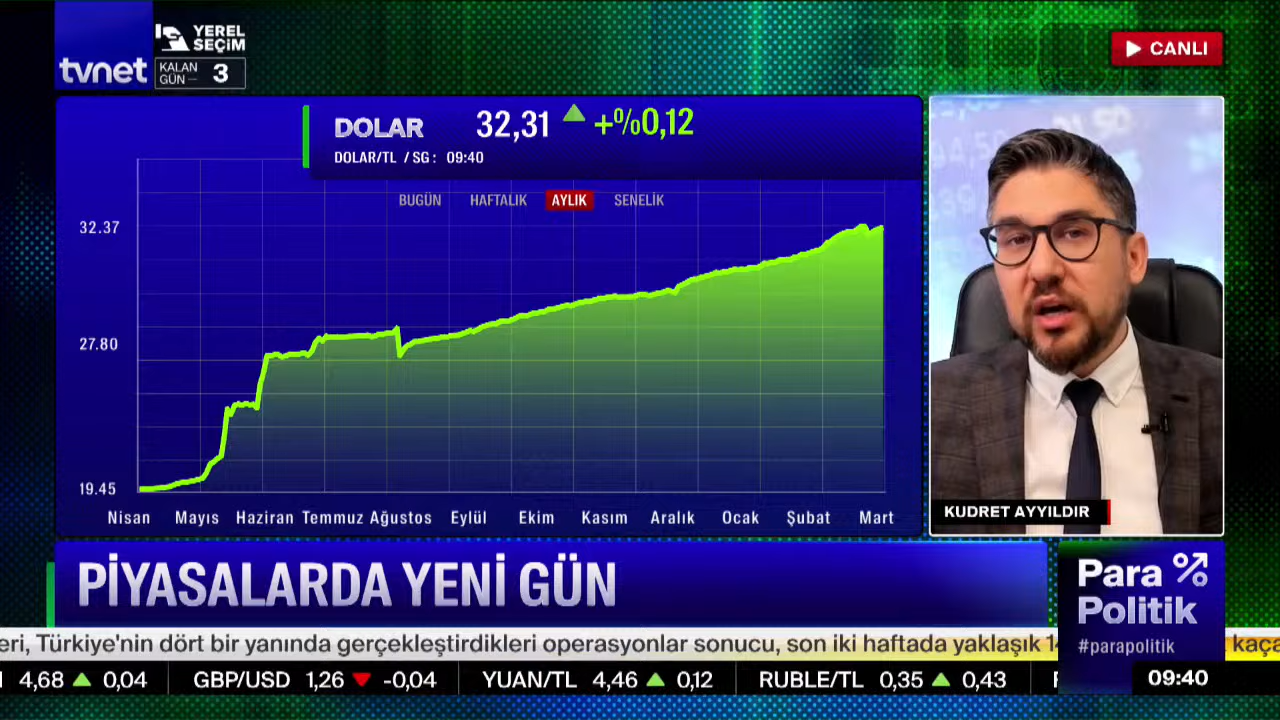 tvnet
YEREL
SEÇİM
KALAN
GÜN
3
CANLI
DOLAR 32,31 +%0,12
DOLAR/TL / SG : 09:40
BUGÜN HAFTALIK AYLIK SENELİK
32.37
27.80
19.45
Nisan Mayıs Haziran Temmuz Ağustos Eylül Ekim Kasım Aralık Ocak Şubat Mart
KUDRET AYYILDIR
PİYASALARDA YENİ GÜN
Para
Politik
#parapolitik
eri, Türkiye'nin dört bir yanında gerçekleştirdikleri operasyonlar sonucu, son iki haftada yaklaşık kaça
4,68 0,04 GBP/USD 1,26 -0,04 YUAN/TL 4,46 0,12 RUBLE/TL 0,35 0,43
09:40